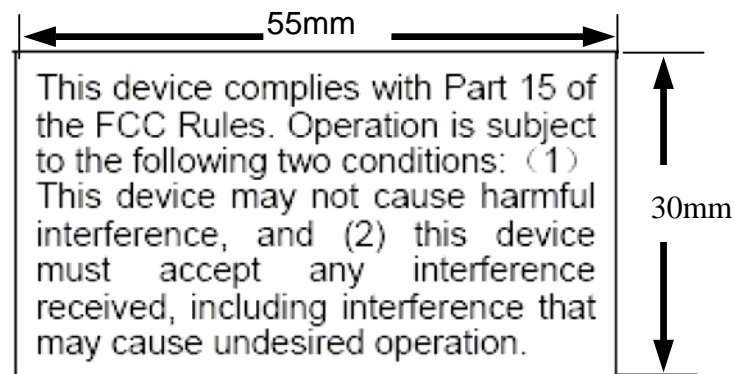 55mm
This device complies with Part 15 of
the FCC Rules. Operation is subject
to the following two conditions:（1）
This device may not cause harmful
interference, and (2) this device
must accept any interference
received, including interference that
may cause undesired operation.
30mm